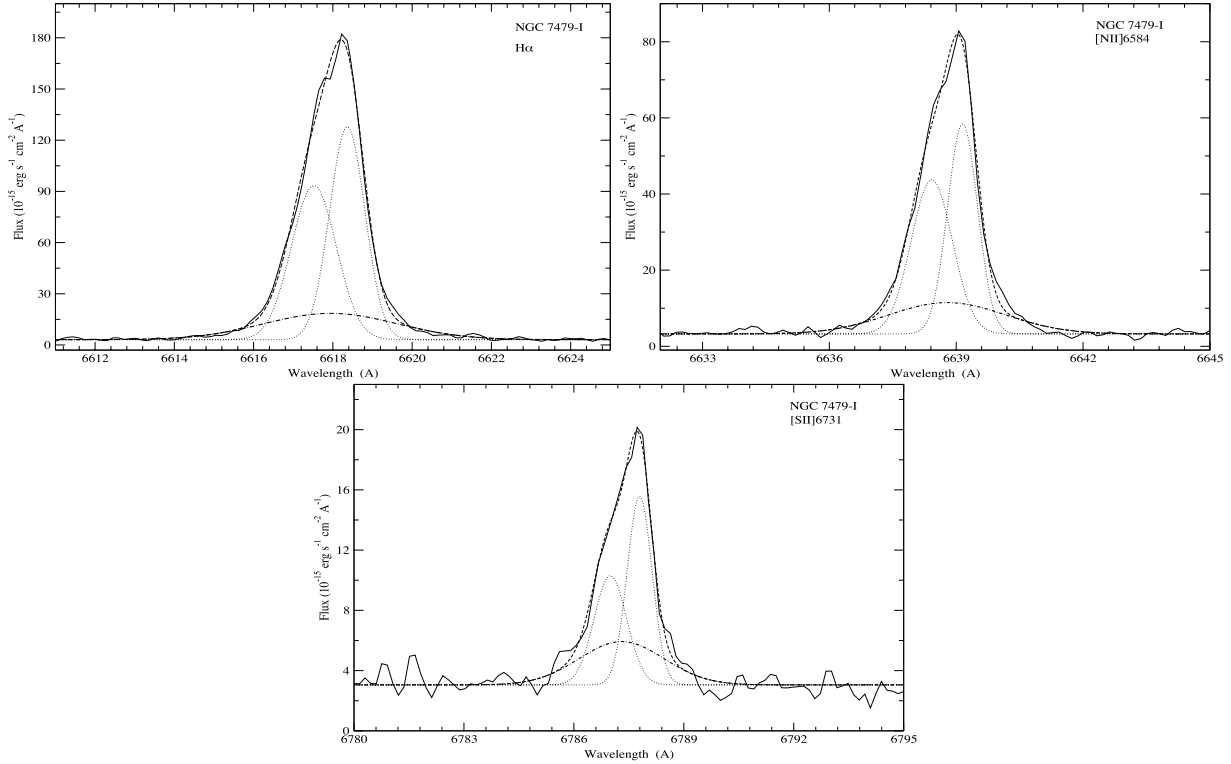 NGC 7479-I
Hα
180
150
120
90
60
30
0
Flux (10⁻¹⁵ erg s⁻¹ cm⁻² A⁻¹)
6612 6614 6616 6618 6620 6622 6624
Wavelength (A)
NGC 7479-I
[NII]6584
80
60
40
20
0
Flux (10⁻¹⁵ erg s⁻¹ cm⁻² A⁻¹)
6633 6636 6639 6642 6645
Wavelength (A)
NGC 7479-I
[SII]6731
20
16
12
8
4
0
Flux (10⁻¹⁵ erg s⁻¹ cm⁻² A⁻¹)
6780 6783 6786 6789 6792 6795
Wavelength (A)